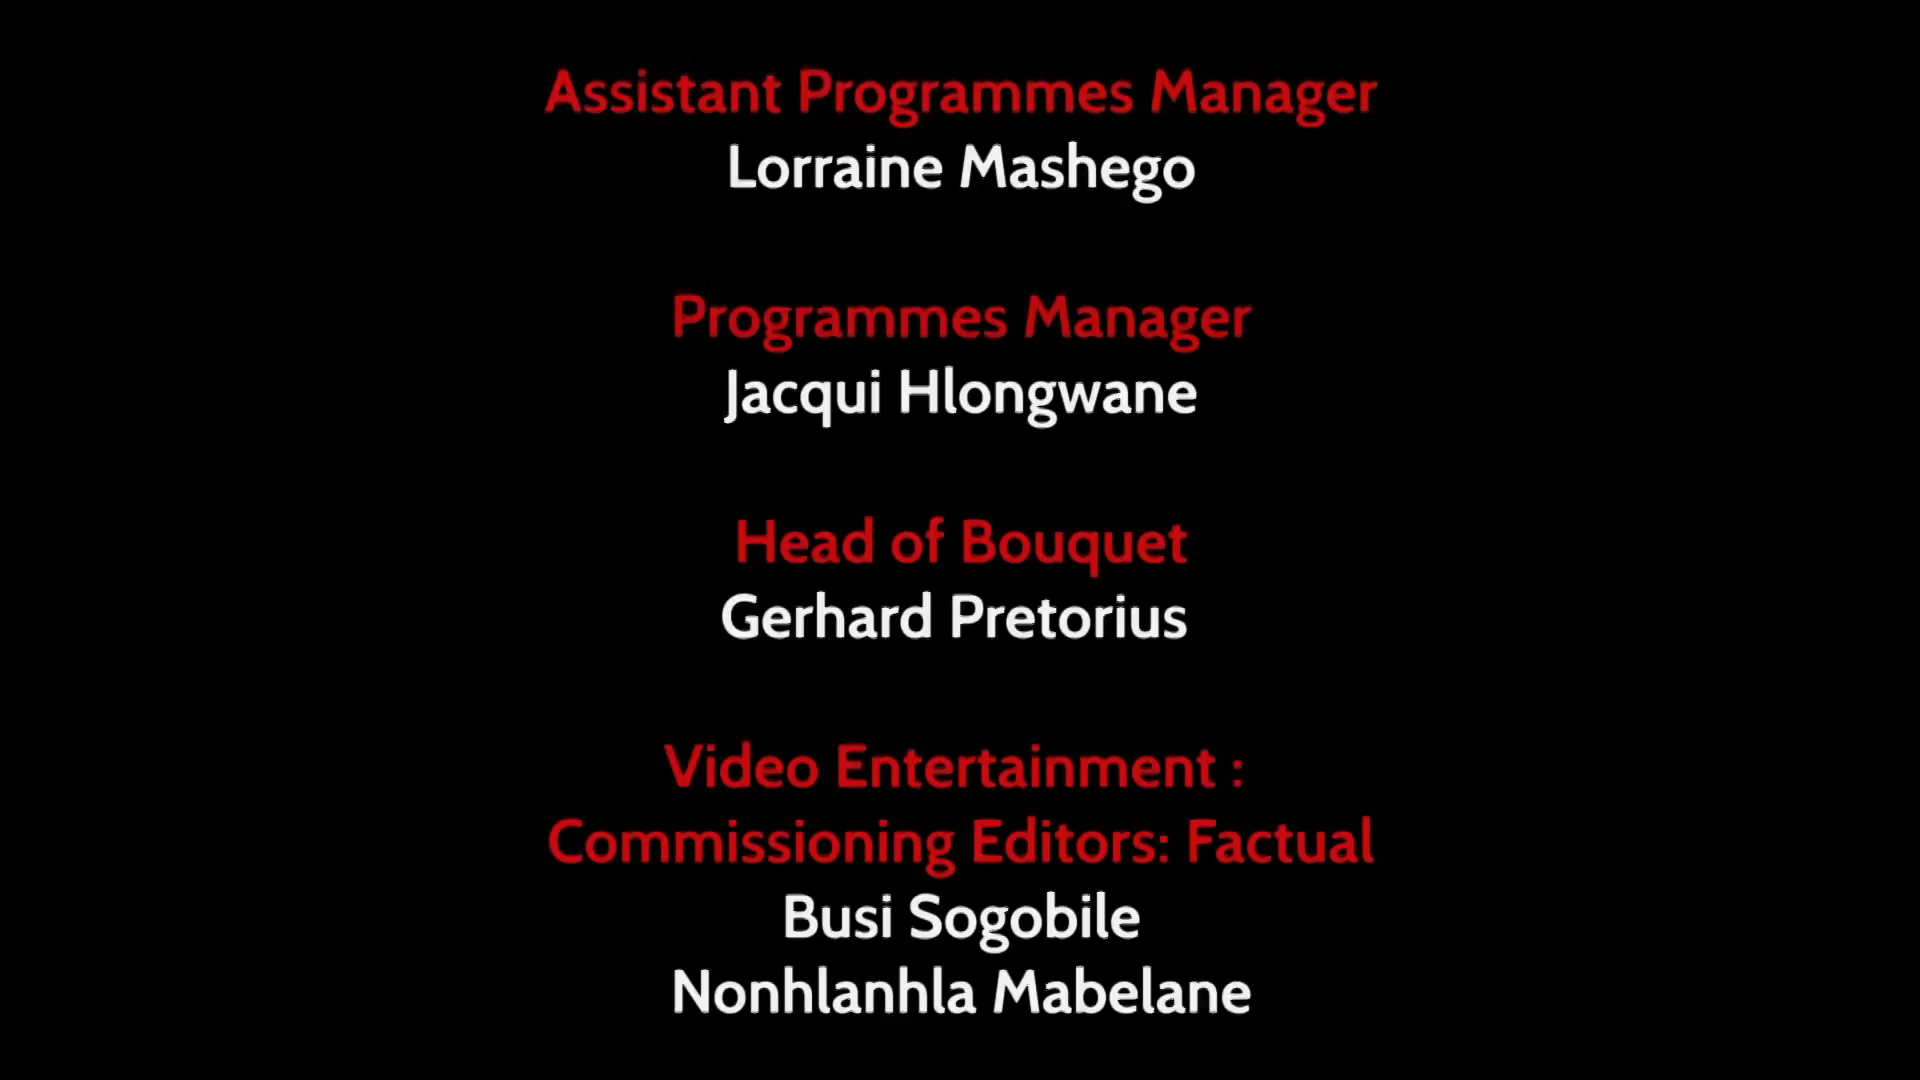 Assistant Programmes Manager
Lorraine Mashego
Programmes Manager
Jacqui Hlongwane
Head of Bouquet
Gerhard Pretorius
Video Entertainment :
Commissioning Editors: Factual
Busi Sogobile
Nonhlanhla Mabelane